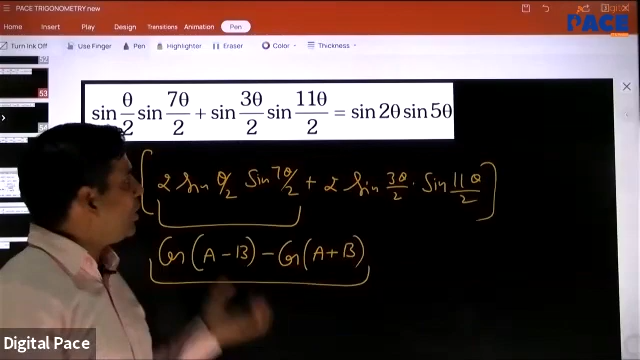 PACE TRIGONOMETRY.new
Home Insert Design Transitions Animation Pen
PACE
Turn Ink Off Use Finger Pen Highlighter Eraser Color Thickness
53
sin θ/2 sin 7θ/2 + sin 3θ/2 sin 11θ/2 = sin 2θ sin 5θ
[2 sin θ/2 sin 7θ/2 + 2 sin 3θ/2 · sin 11θ/2]
Cos (A − B) − Cos (A + B)
Digital Pace